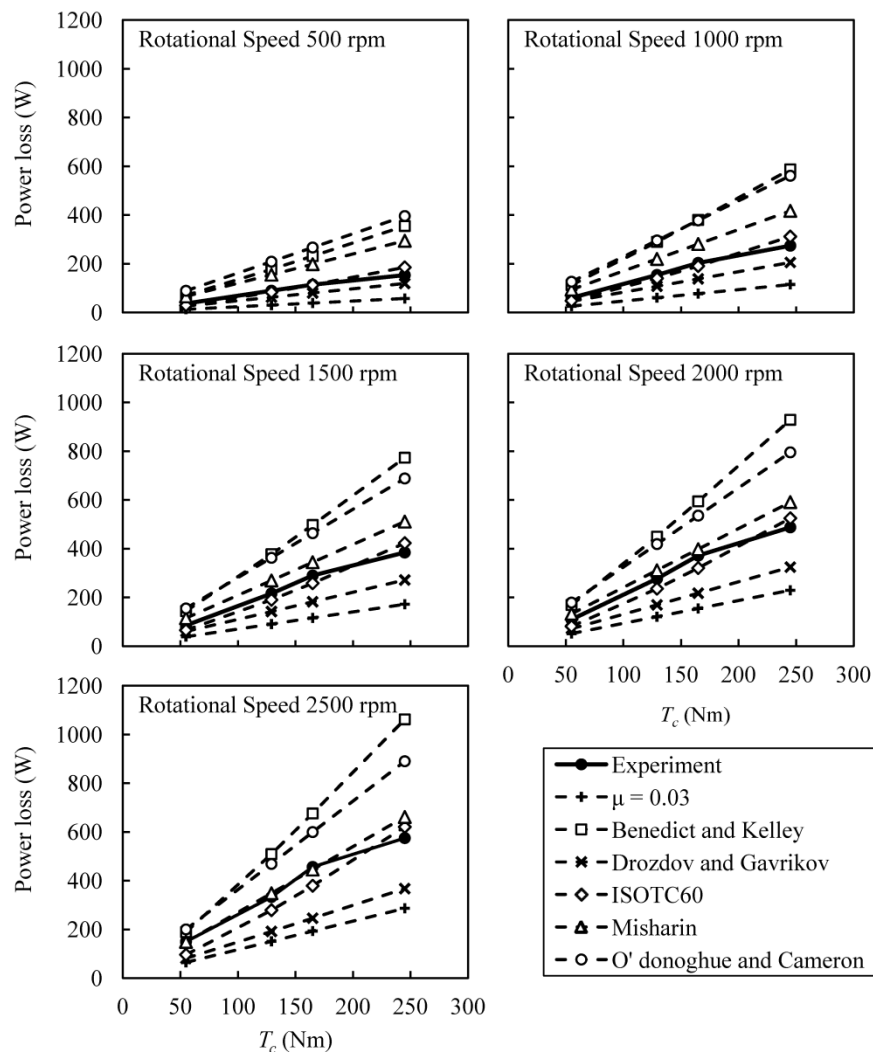 Rotational Speed 500 rpm
1200
1000
800
600
400
200
0
Power loss (W)
Rotational Speed 1000 rpm
Rotational Speed 1500 rpm
1200
1000
800
600
400
200
0
Power loss (W)
Rotational Speed 2000 rpm
0 50 100 150 200 250 300
T_c (Nm)
Rotational Speed 2500 rpm
1200
1000
800
600
400
200
0
Power loss (W)
0 50 100 150 200 250 300
T_c (Nm)
Experiment
μ = 0.03
Benedict and Kelley
Drozdov and Gavrikov
ISOTC60
Misharin
O' donoghue and Cameron